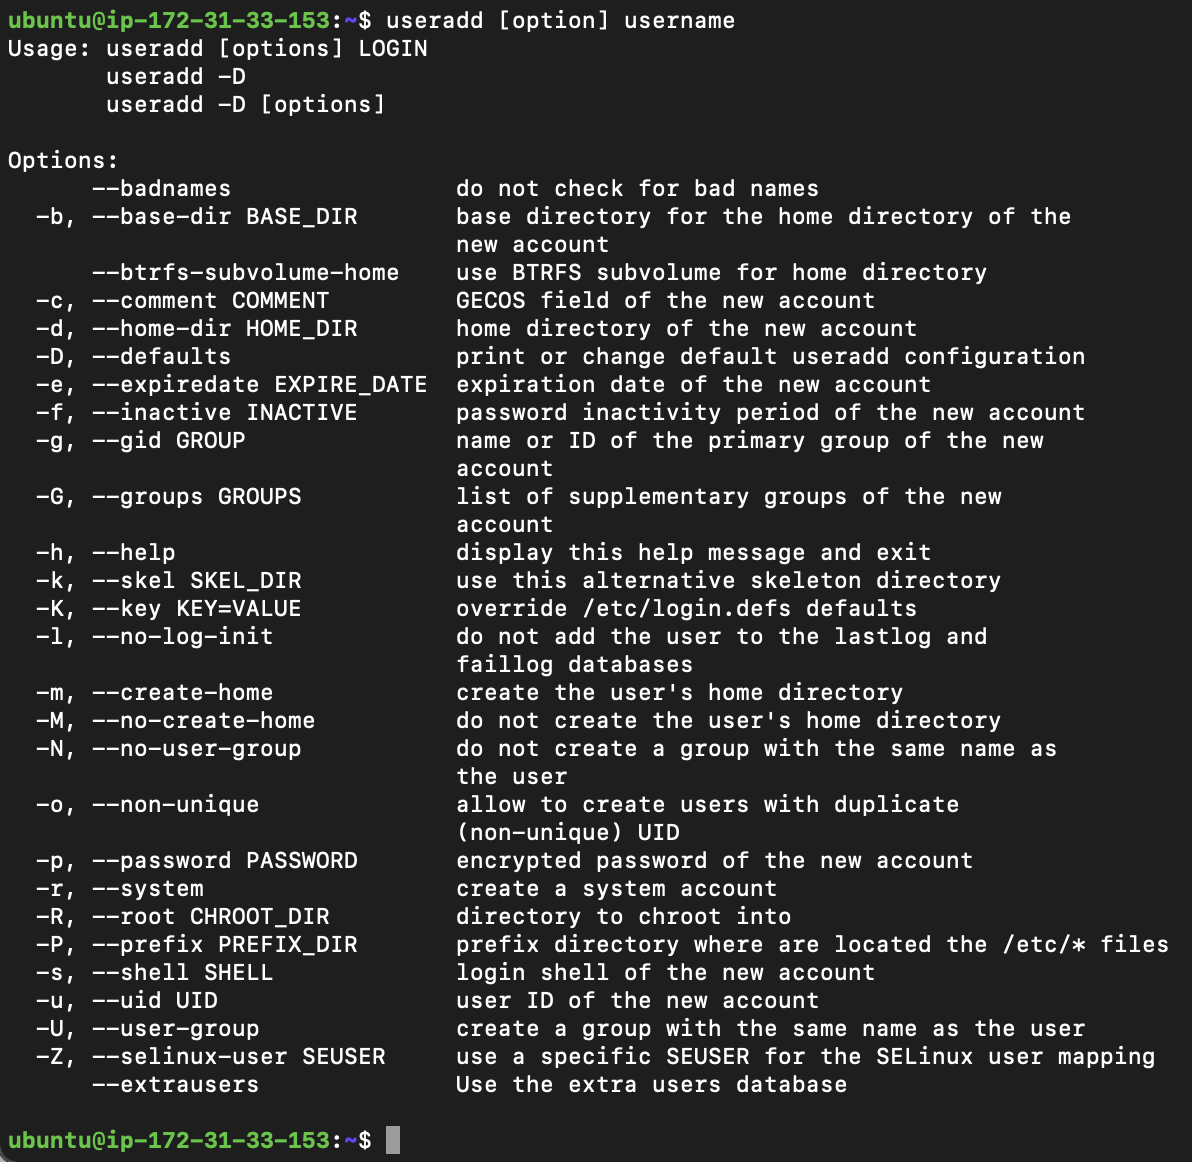 ubuntu@ip-172-31-33-153:~$ useradd [option] username
Usage: useradd [options] LOGIN
       useradd -D
       useradd -D [options]

Options:
      --badnames                do not check for bad names
  -b, --base-dir BASE_DIR       base directory for the home directory of the
                                new account
      --btrfs-subvolume-home    use BTRFS subvolume for home directory
  -c, --comment COMMENT         GECOS field of the new account
  -d, --home-dir HOME_DIR       home directory of the new account
  -D, --defaults                print or change default useradd configuration
  -e, --expiredate EXPIRE_DATE  expiration date of the new account
  -f, --inactive INACTIVE       password inactivity period of the new account
  -g, --gid GROUP               name or ID of the primary group of the new
                                account
  -G, --groups GROUPS           list of supplementary groups of the new
                                account
  -h, --help                    display this help message and exit
  -k, --skel SKEL_DIR           use this alternative skeleton directory
  -K, --key KEY=VALUE           override /etc/login.defs defaults
  -l, --no-log-init             do not add the user to the lastlog and
                                faillog databases
  -m, --create-home             create the user's home directory
  -M, --no-create-home          do not create the user's home directory
  -N, --no-user-group           do not create a group with the same name as
                                the user
  -o, --non-unique              allow to create users with duplicate
                                (non-unique) UID
  -p, --password PASSWORD       encrypted password of the new account
  -r, --system                  create a system account
  -R, --root CHROOT_DIR         directory to chroot into
  -P, --prefix PREFIX_DIR       prefix directory where are located the /etc/* files
  -s, --shell SHELL             login shell of the new account
  -u, --uid UID                 user ID of the new account
  -U, --user-group              create a group with the same name as the user
  -Z, --selinux-user SEUSER     use a specific SEUSER for the SELinux user mapping
      --extrausers              Use the extra users database

ubuntu@ip-172-31-33-153:~$